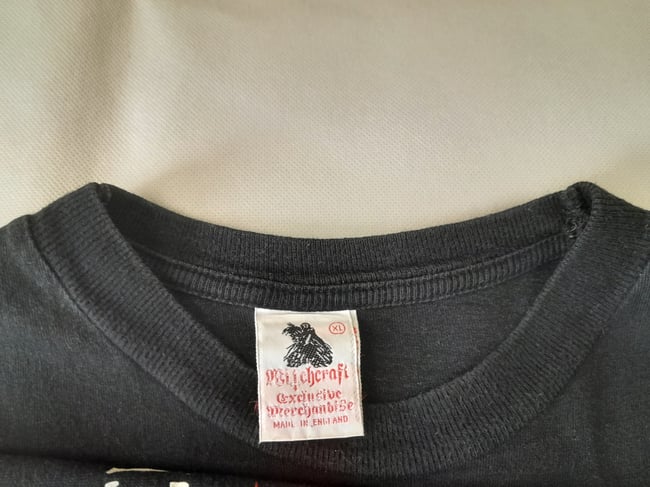 XL
Witchcraft
Exclusive
Merchandise
MADE IN ENGLAND